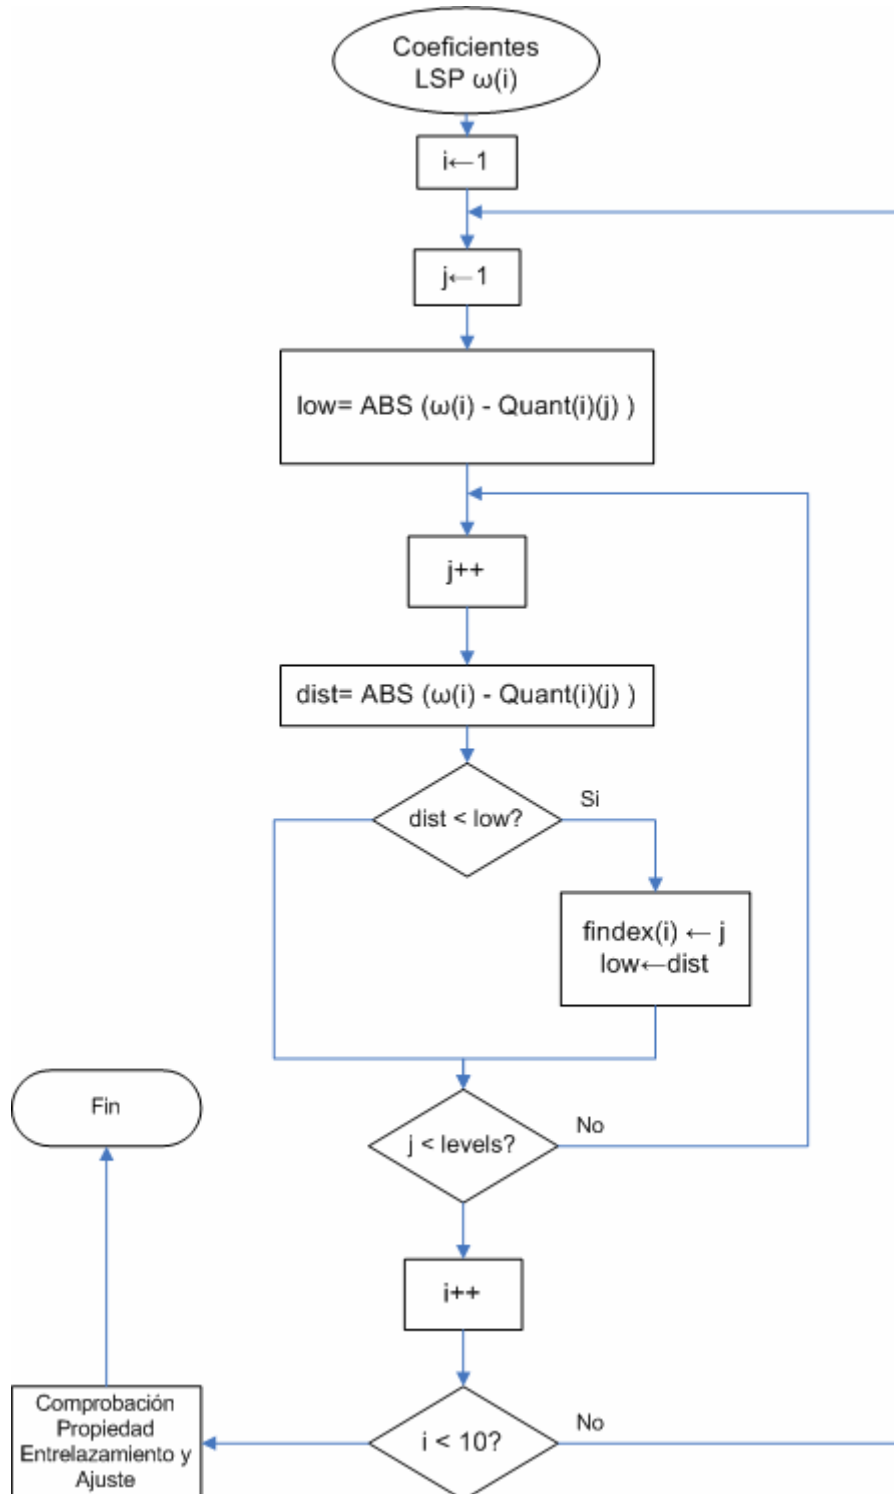 Coeficientes
LSP ω(i)
i←1
j←1
low= ABS (ω(i) - Quant(i)(j) )
j++
dist= ABS (ω(i) - Quant(i)(j) )
dist < low?
Si
findex(i) ← j
low←dist
Fin
j < levels?
No
i++
Comprobación
Propiedad
Entrelazamiento y
Ajuste
i < 10?
No